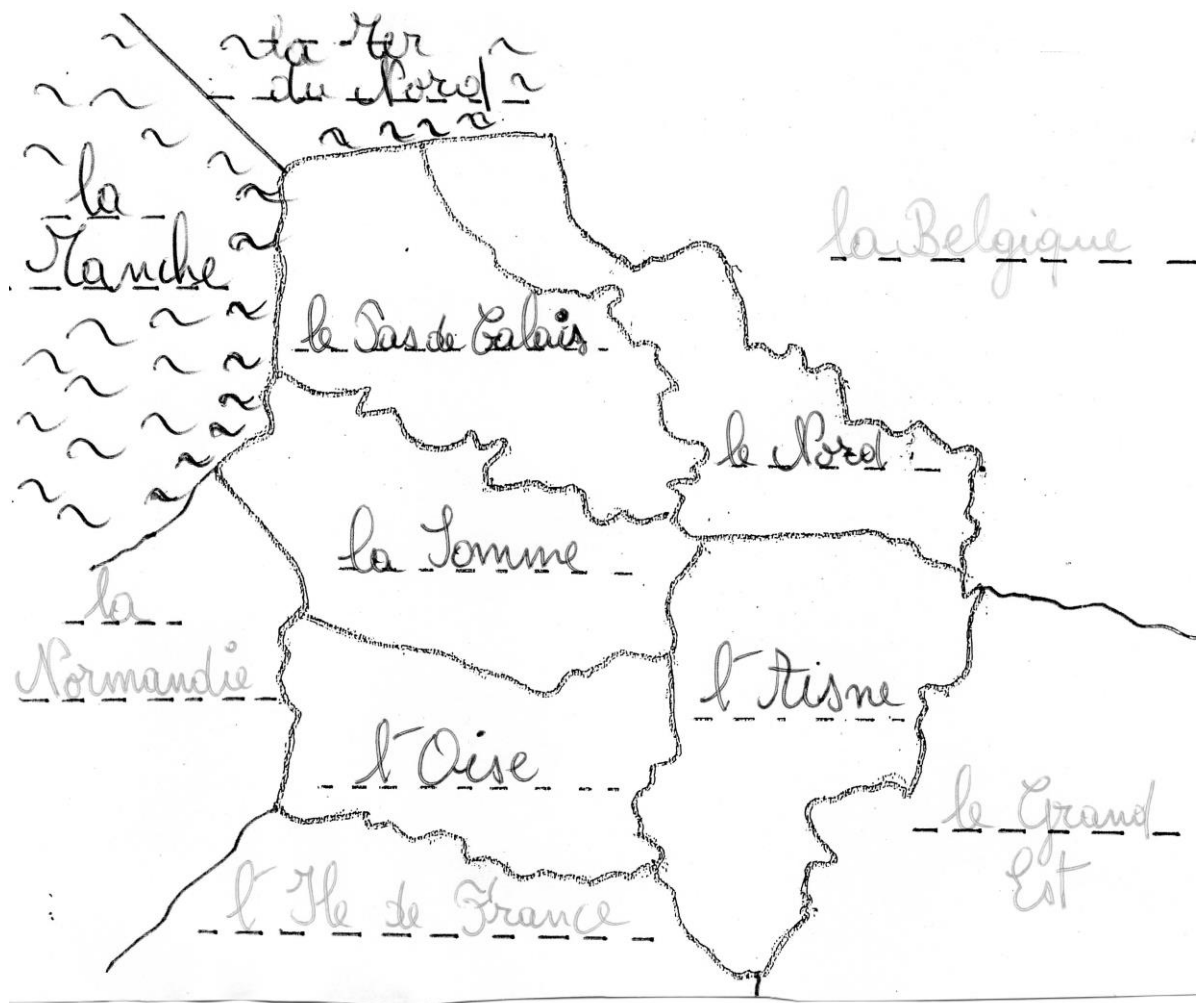 la Mer
du Nord
la
Manche
la Belgique
le Pas de Calais
le Nord
la Somme
la
Normandie
l'Aisne
l'Oise
le Grand
Est
l'Ile de France